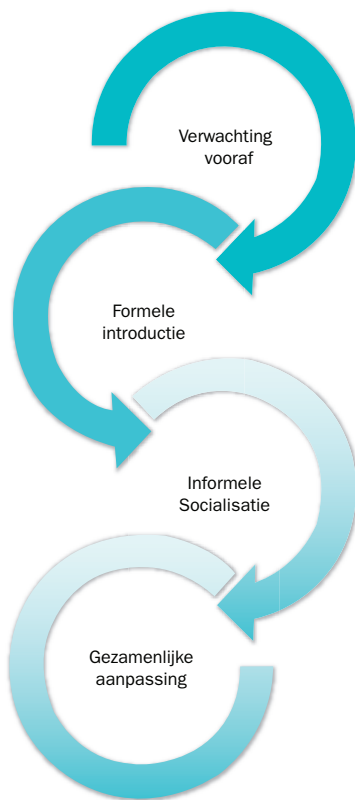 Verwachting
vooraf
Formele
introductie
Informele
Socialisatie
Gezamenlijke
aanpassing